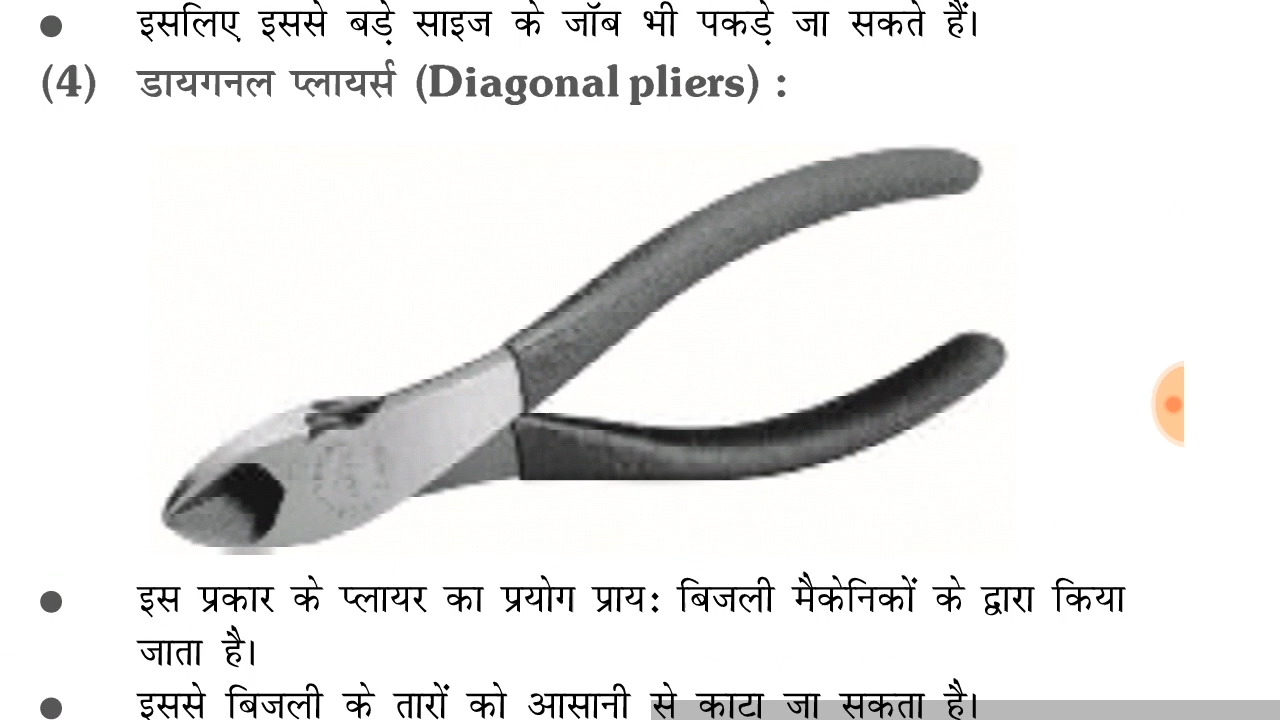 ● इसलिए इससे बड़े साइज के जॉब भी पकड़े जा सकते हैं।
(4) डायगनल प्लायर्स (Diagonal pliers) :
● इस प्रकार के प्लायर का प्रयोग प्राय: बिजली मैकेनिकों के द्वारा किया
जाता है।
● इससे बिजली के तारों को आसानी से काटा जा सकता है।